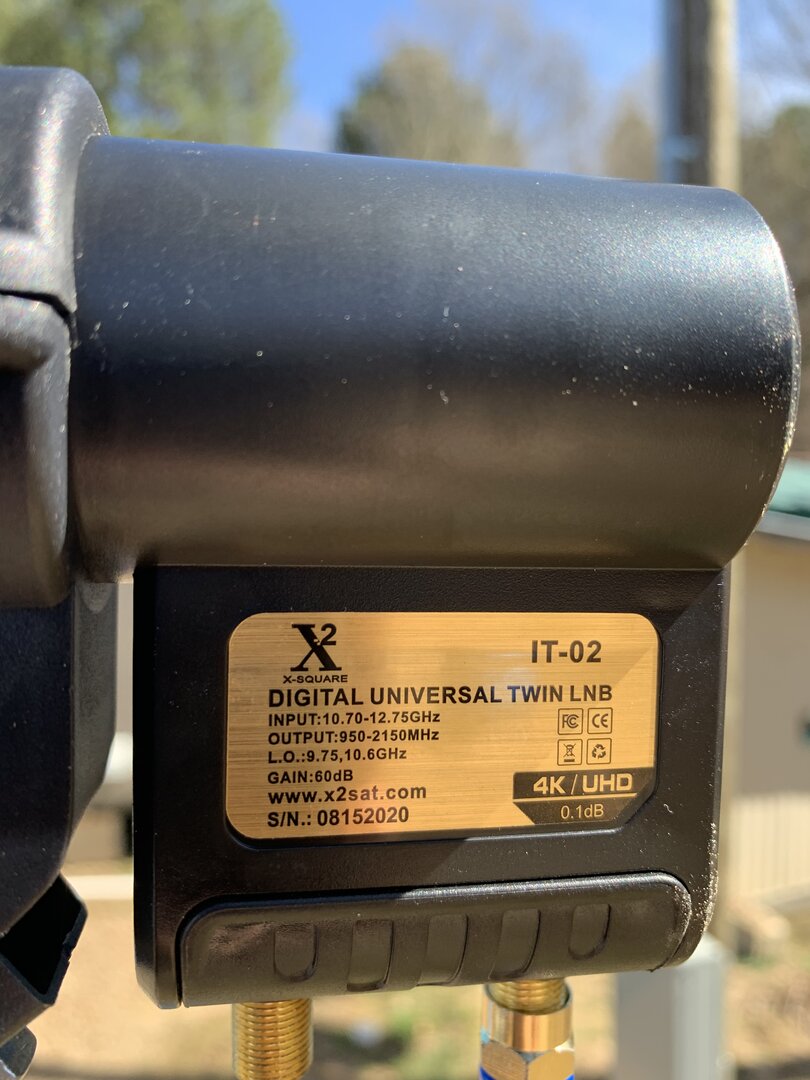 X2
X-SQUARE
IT-02
DIGITAL UNIVERSAL TWIN LNB
INPUT:10.70-12.75GHz
OUTPUT:950-2150MHz
L.O.:9.75,10.6GHz
GAIN:60dB
www.x2sat.com
S/N.: 08152020
FC CE
4K / UHD
0.1dB